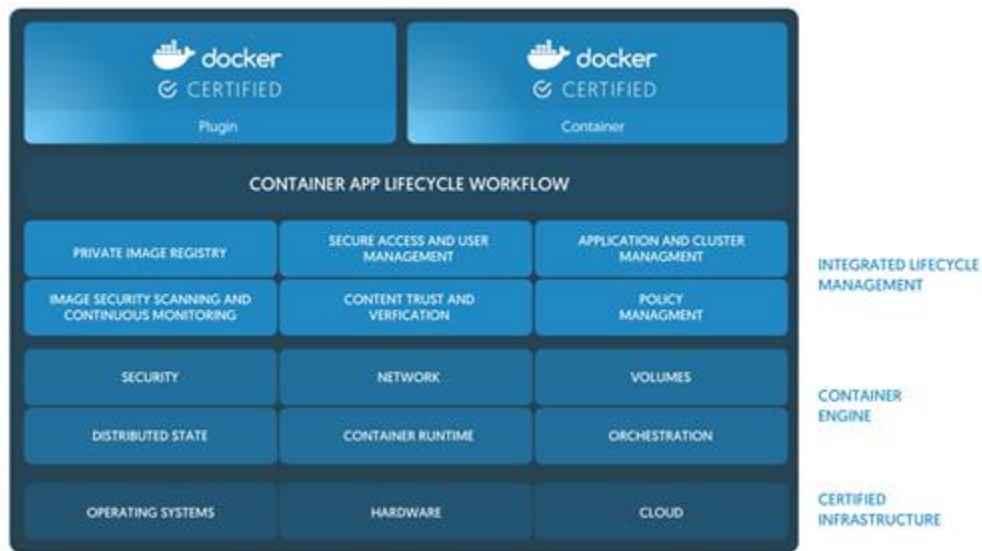 docker
CERTIFIED
Plugin
docker
CERTIFIED
Container
CONTAINER APP LIFECYCLE WORKFLOW
PRIVATE IMAGE REGISTRY
SECURE ACCESS AND USER
MANAGEMENT
APPLICATION AND CLUSTER
MANAGMENT
IMAGE SECURITY SCANNING AND
CONTINUOUS MONITORING
CONTENT TRUST AND
VERFICATION
POLICY
MANAGMENT
INTEGRATED LIFECYCLE
MANAGEMENT
SECURITY
NETWORK
VOLUMES
DISTRIBUTED STATE
CONTAINER RUNTIME
ORCHESTRATION
CONTAINER
ENGINE
OPERATING SYSTEMS
HARDWARE
CLOUD
CERTIFIED
INFRASTRUCTURE